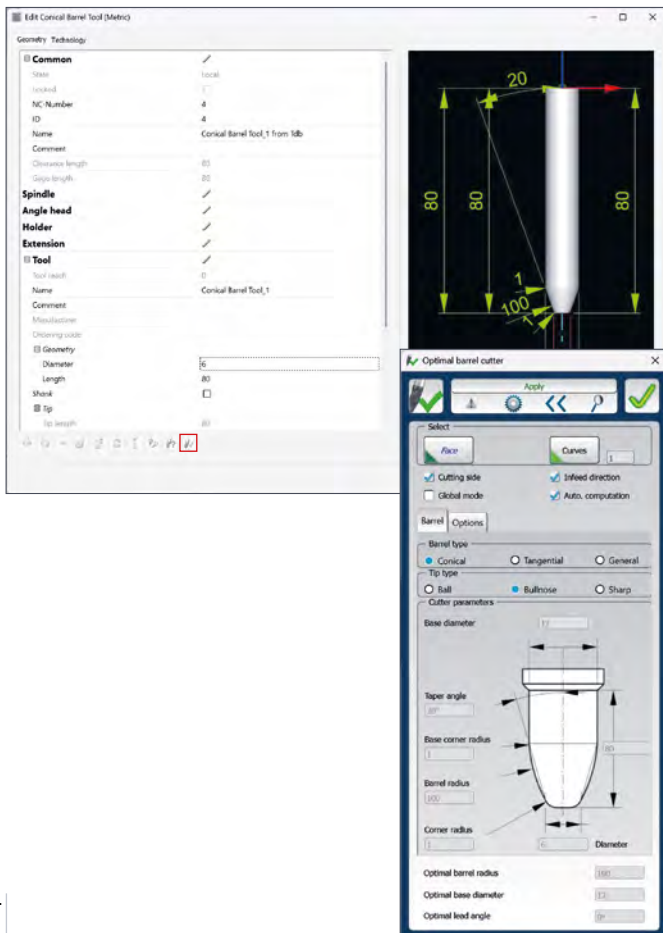 Edit Conical Barrel Tool (Metric)
Geometry Technology
Common
State Local
Locked
NC-Number 4
ID 4
Name Conical Barrel Tool_1 from Tdb
Comment
Clearance length 80
Gage length 80
Spindle
Angle head
Holder
Extension
Tool
Tool reach 0
Name Conical Barrel Tool_1
Comment
Manufacturer
Ordering code
Geometry
Diameter 6
Length 80
Shank
Tip
Tip length 80
20
80 80 80
1
100
1
Optimal barrel cutter
Apply
Select
Face Curves 1
Cutting side Infeed direction
Global mode Auto. computation
Barrel Options
Barrel type
Conical Tangential General
Tip type
Ball Bullnose Sharp
Cutter parameters
Base diameter
Taper angle
Base corner radius
1 80
Barrel radius
100
Corner radius
1 6 Diameter
Optimal barrel radius
Optimal base diameter
Optimal lead angle 0°